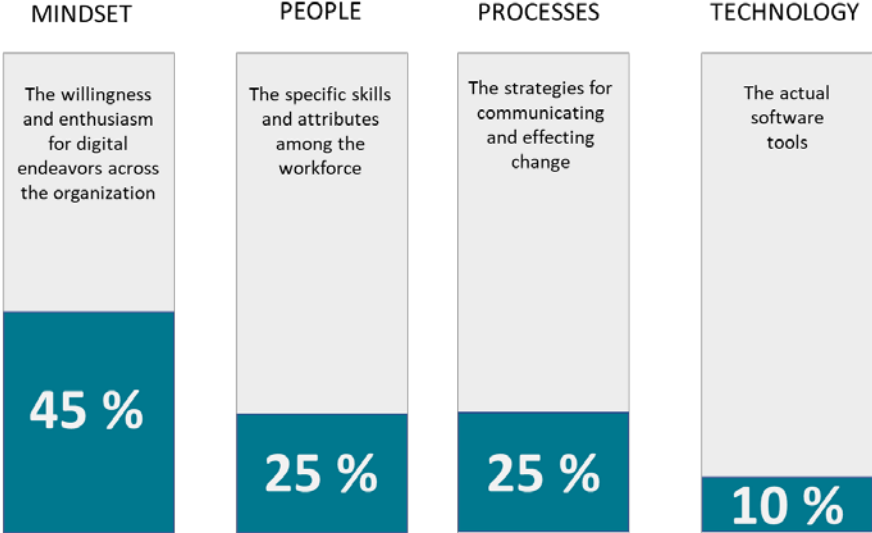 MINDSET
PEOPLE
PROCESSES
TECHNOLOGY
The willingness
and enthusiasm
for digital
endeavors across
the organization
The specific skills
and attributes
among the
workforce
The strategies for
communicating
and effecting
change
The actual
software
tools
45 %
25 %
25 %
10 %